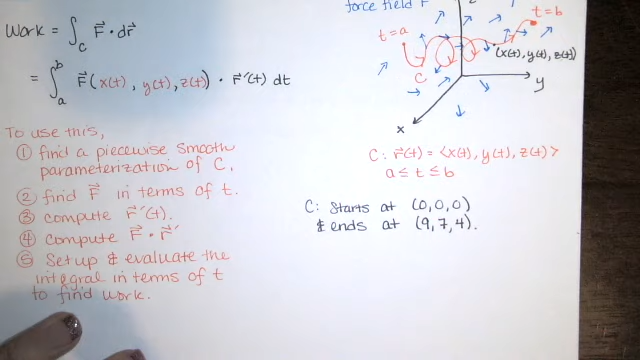 force field F
Work = ∫_C F⃗ • dr⃗
= ∫_a^b F⃗(x(t), y(t), z(t)) • r⃗'(t) dt
t=a
t=b
(x(t), y(t), z(t))
C
z
y
x
To use this,
① find a piecewise smooth
parameterization of C.
② find F⃗ in terms of t.
③ compute r⃗'(t).
④ compute F⃗ • r⃗'
⑤ Setup & evaluate the
integral in terms of t
to find work.
C: r⃗(t) = <x(t), y(t), z(t)>
a ≤ t ≤ b
C: Starts at (0,0,0)
& ends at (9,7,4).